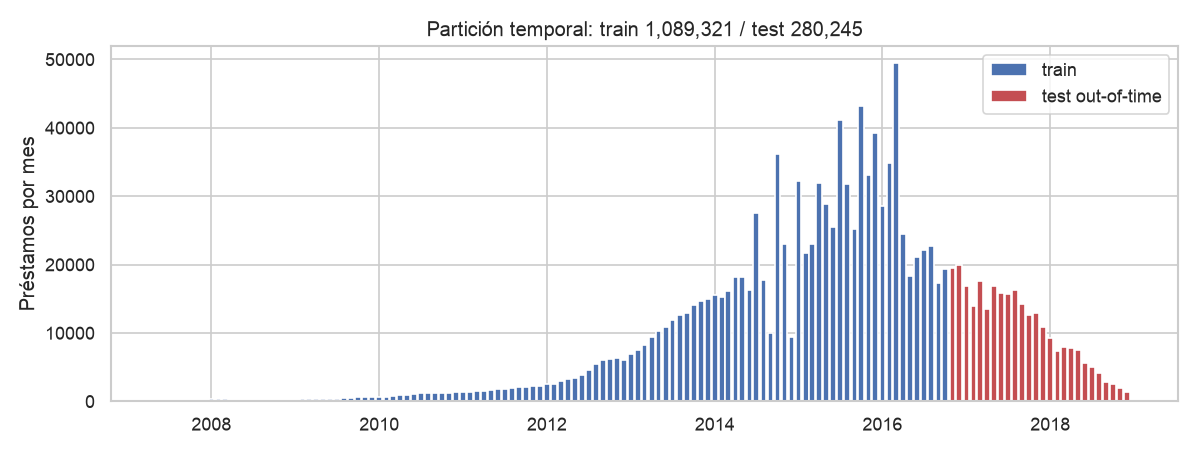 Partición temporal: train 1,089,321 / test 280,245
Préstamos por mes
50000
40000
30000
20000
10000
0
train
test out-of-time
2008 2010 2012 2014 2016 2018